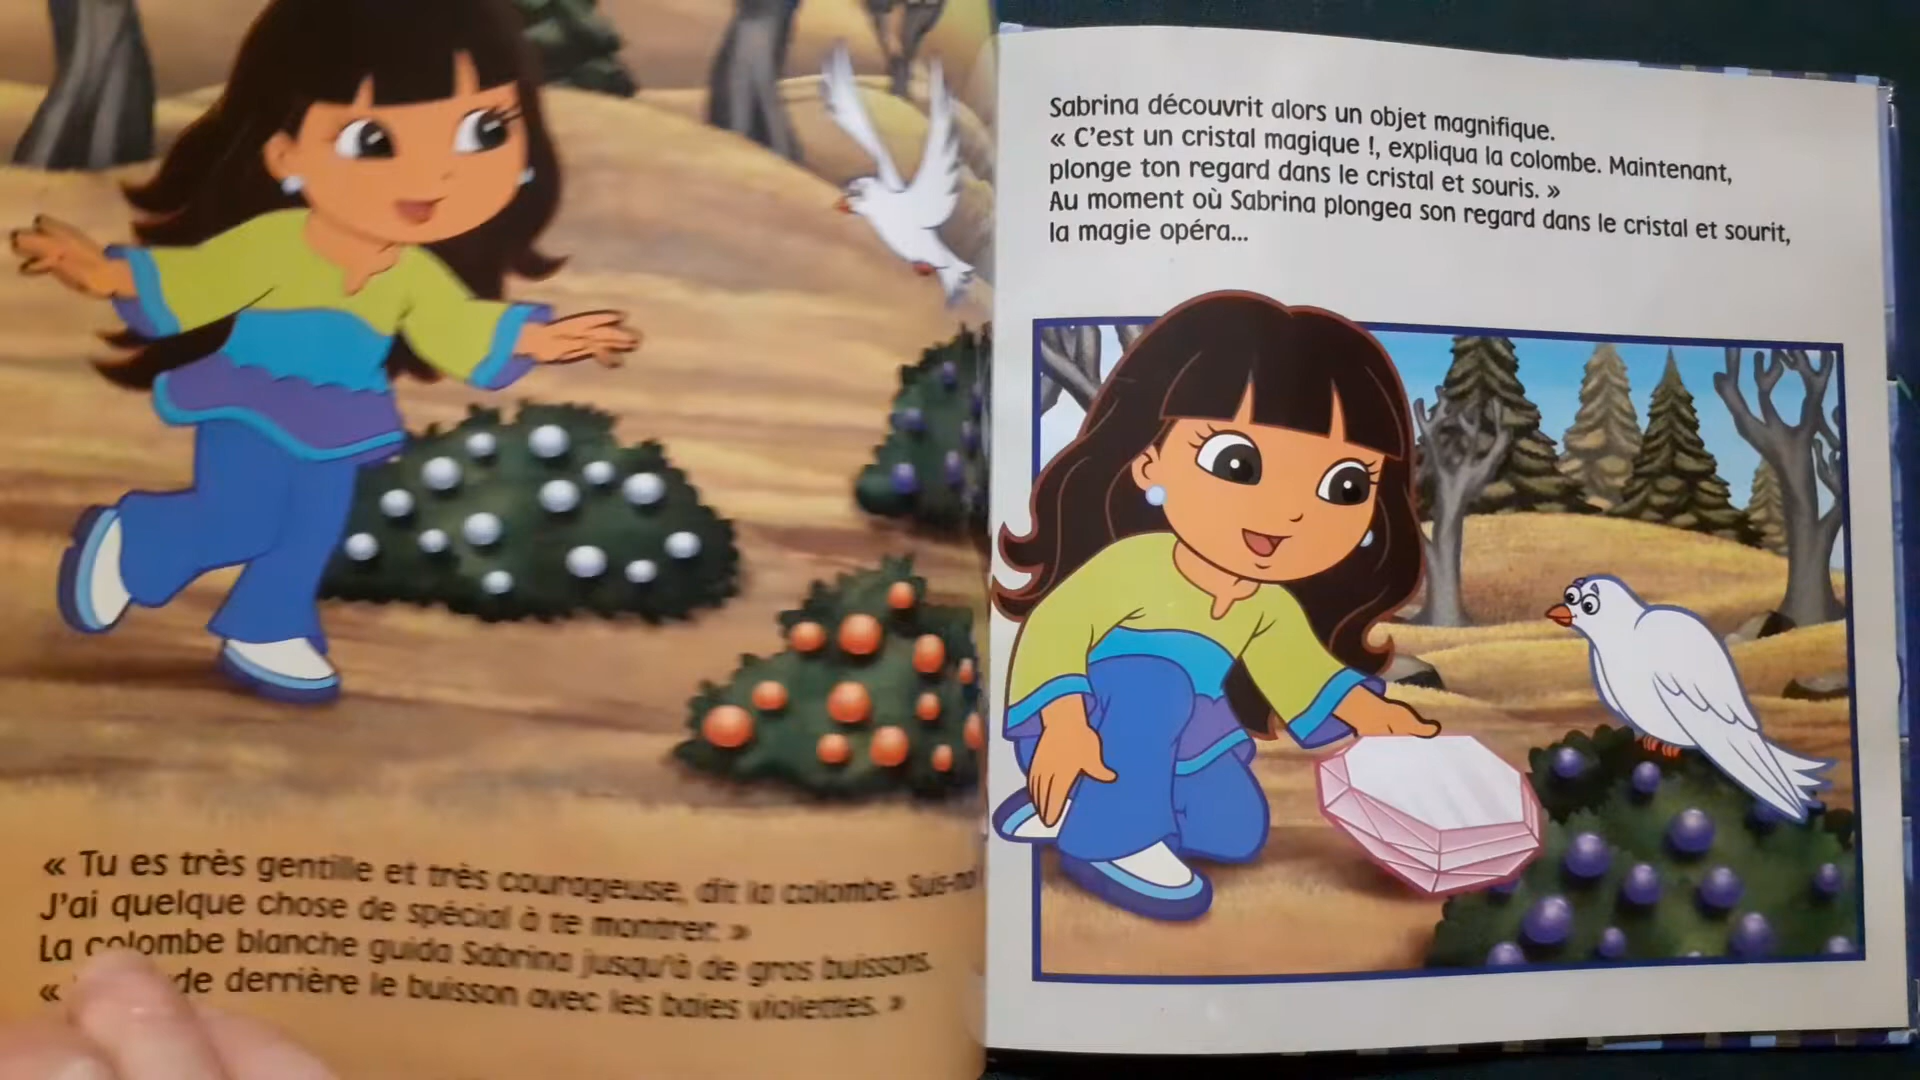 « Tu es très gentille et très courageuse, dit la colombe. Suis-moi
J'ai quelque chose de spécial à te montrer. »
La colombe blanche guida Sabrina jusqu'à de gros buissons.
« derrière le buisson avec les baies violettes. »
Sabrina découvrit alors un objet magnifique.
« C'est un cristal magique !, expliqua la colombe. Maintenant,
plonge ton regard dans le cristal et souris. »
Au moment où Sabrina plongea son regard dans le cristal et sourit,
la magie opéra...